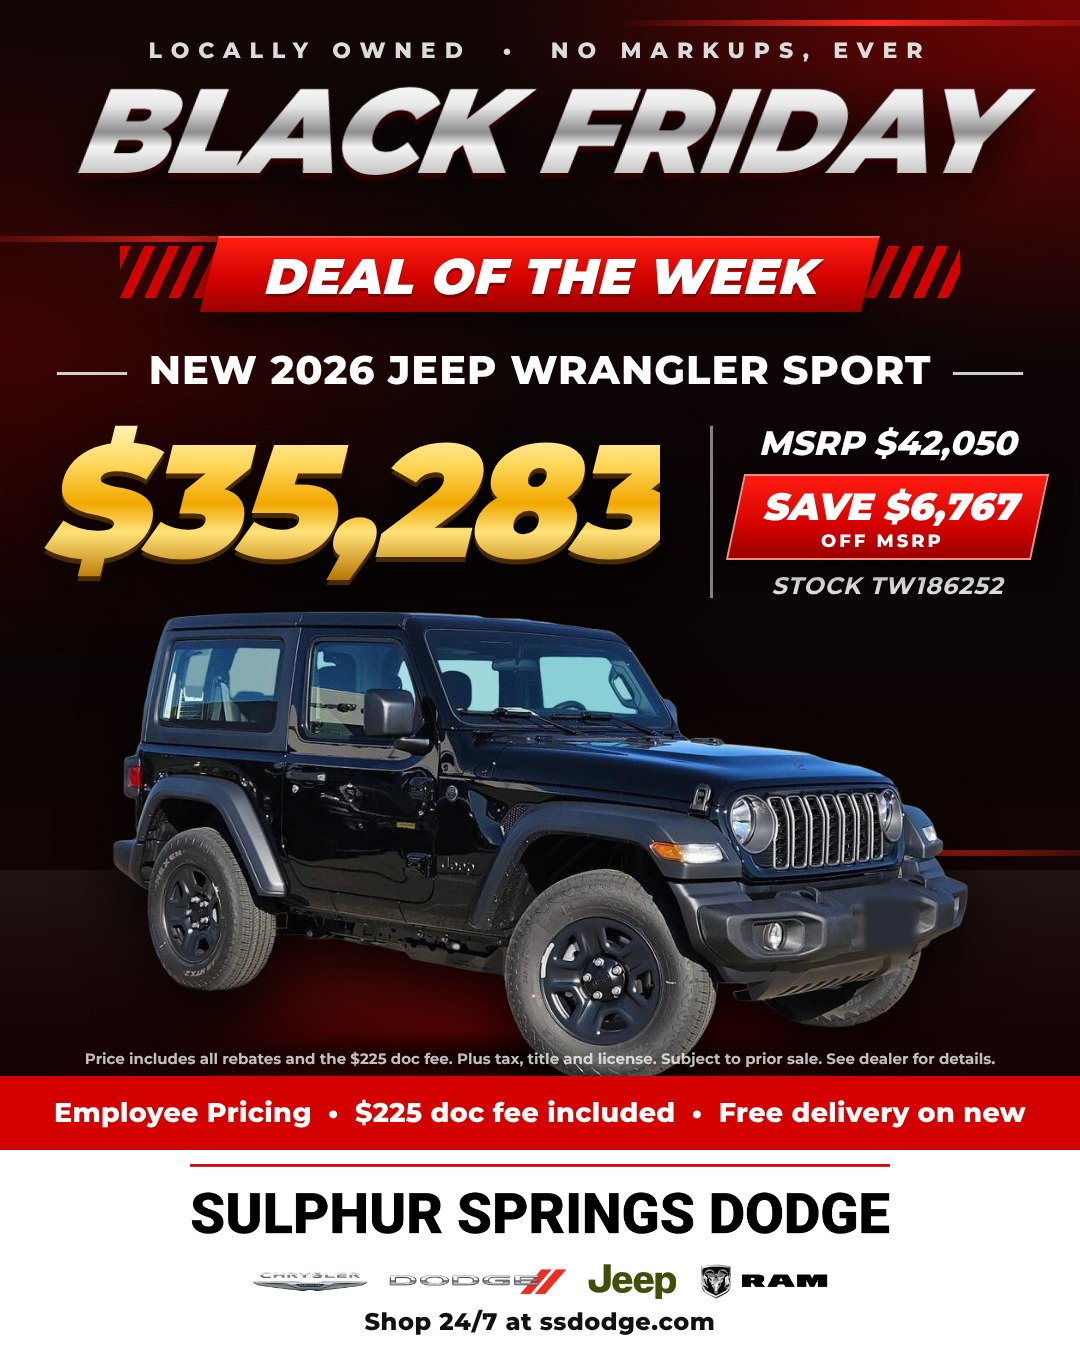 LOCALLY OWNED • NO MARKUPS, EVER
BLACK FRIDAY
DEAL OF THE WEEK
NEW 2026 JEEP WRANGLER SPORT
$35,283
MSRP $42,050
SAVE $6,767
OFF MSRP
STOCK TW186252
Jeep
NEXEN
Price includes all rebates and the $225 doc fee. Plus tax, title and license. Subject to prior sale. See dealer for details.
Employee Pricing • $225 doc fee included • Free delivery on new
SULPHUR SPRINGS DODGE
CHRYSLER DODGE Jeep RAM
Shop 24/7 at ssdodge.com